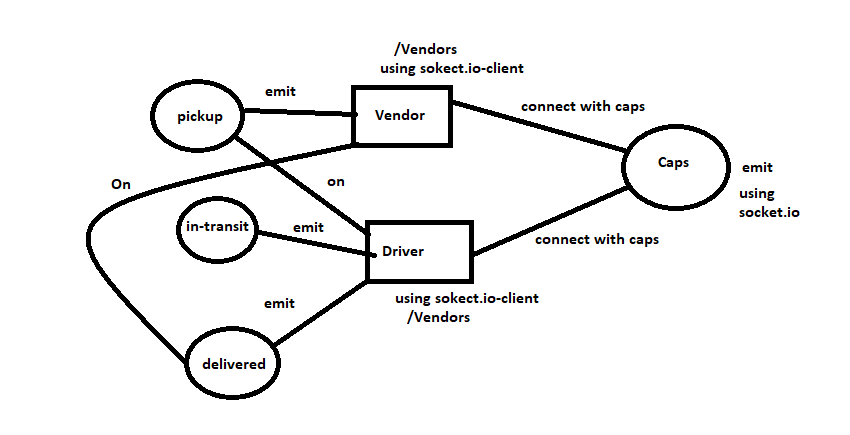 /Vendors
using sokect.io-client
emit
pickup
Vendor
connect with caps
Caps
emit
using
socket.io
On
on
in-transit
emit
Driver
connect with caps
using sokect.io-client
/Vendors
emit
delivered